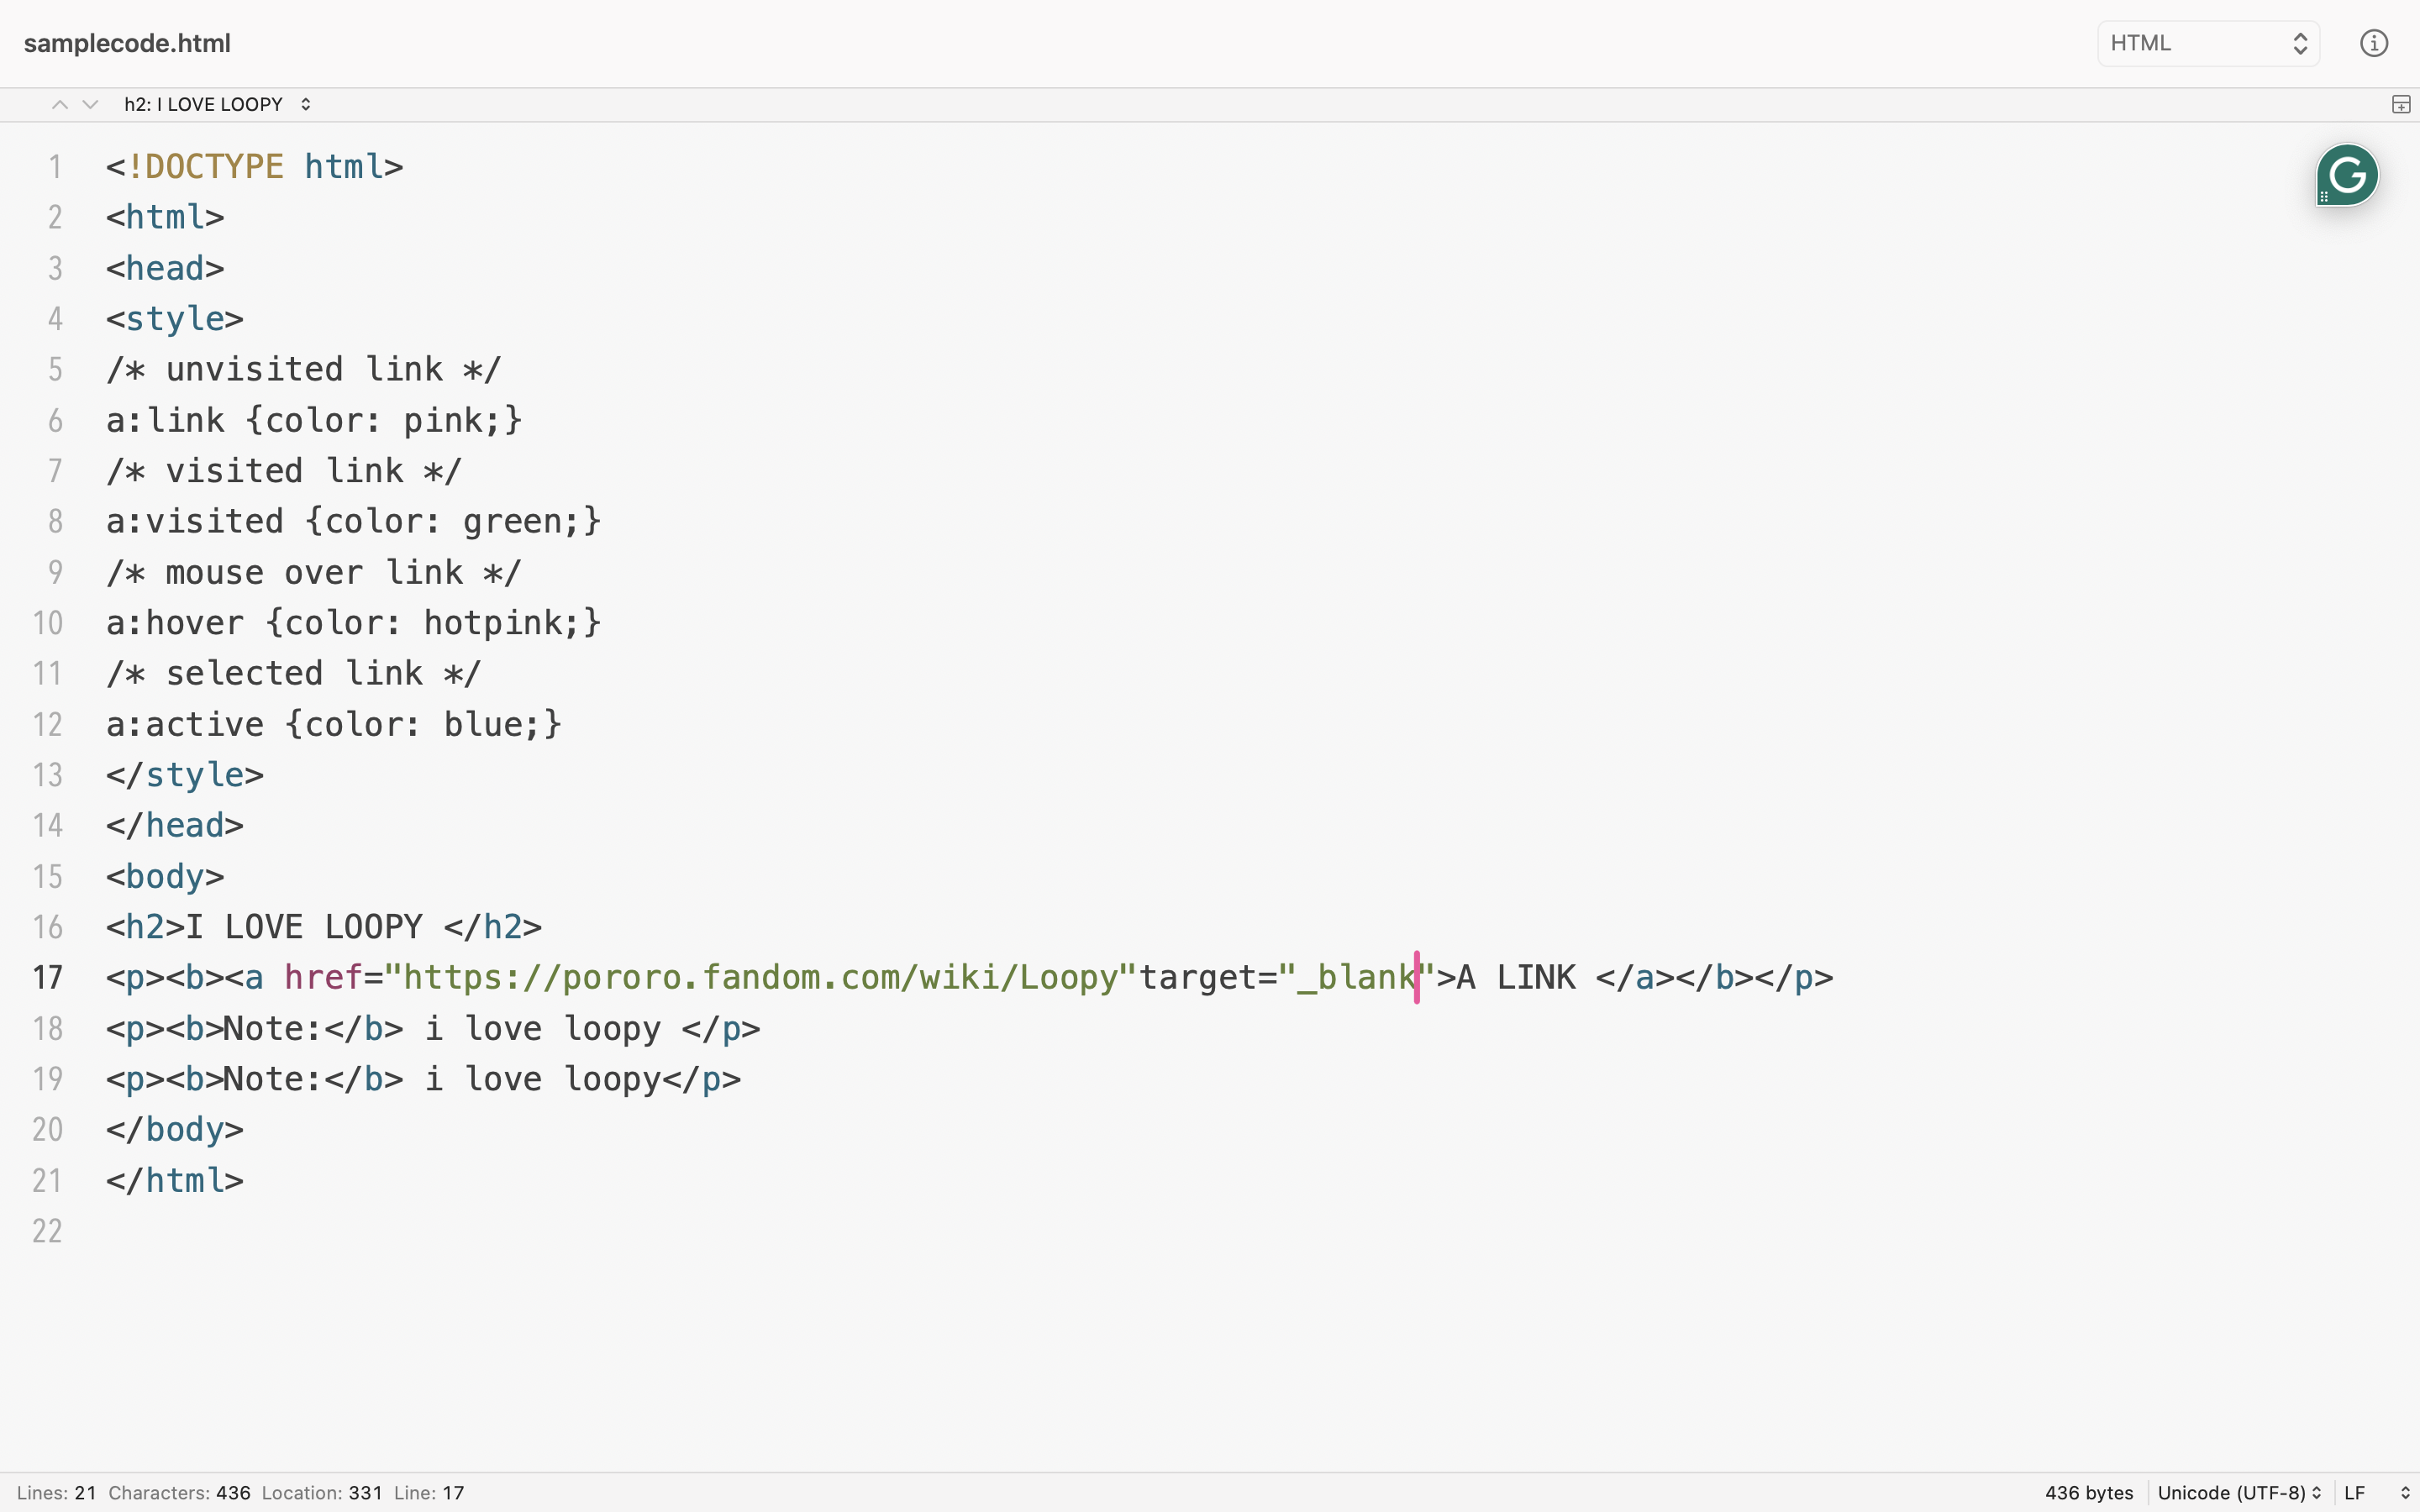 samplecode.html
HTML
h2: I LOVE LOOPY
1 <!DOCTYPE html>
2 <html>
3 <head>
4 <style>
5 /* unvisited link */
6 a:link {color: pink;}
7 /* visited link */
8 a:visited {color: green;}
9 /* mouse over link */
10 a:hover {color: hotpink;}
11 /* selected link */
12 a:active {color: blue;}
13 </style>
14 </head>
15 <body>
16 <h2>I LOVE LOOPY </h2>
17 <p><b><a href="https://pororo.fandom.com/wiki/Loopy"target="_blank">A LINK </a></b></p>
18 <p><b>Note:</b> i love loopy </p>
19 <p><b>Note:</b> i love loopy</p>
20 </body>
21 </html>
22
Lines: 21 Characters: 436 Location: 331 Line: 17
436 bytes Unicode (UTF-8) LF